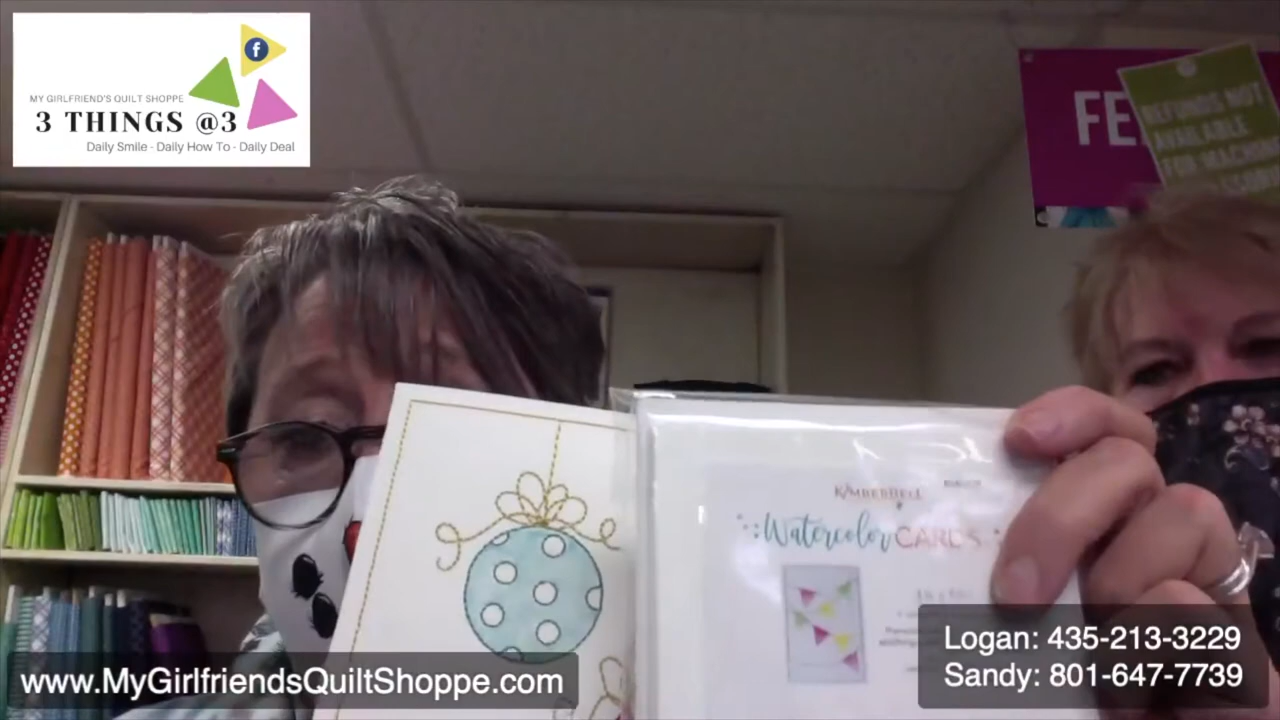 f
MY GIRLFRIEND'S QUILT SHOPPE
3 THINGS @3
Daily Smile - Daily How To - Daily Deal
FE
REFUNDS NOT
AVAILABLE
FOR MACHINE
KIMBERBELL
Watercolor CARDS
Logan: 435-213-3229
Sandy: 801-647-7739
www.MyGirlfriendsQuiltShoppe.com